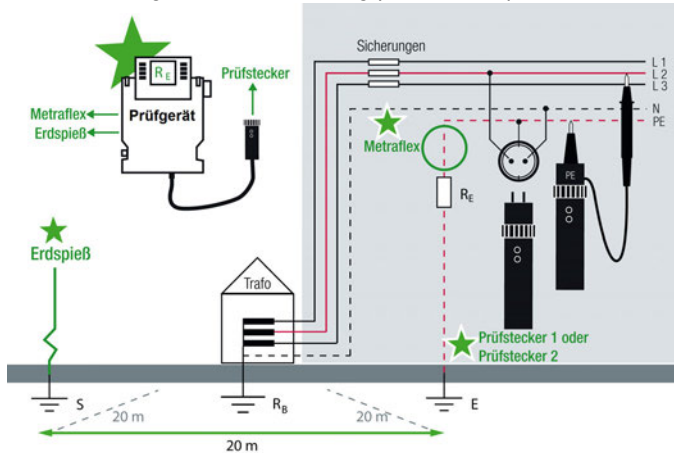 R E
Prüfstecker
Metraflex
Erdspieß
Prüfgerät
Sicherungen
L 1
L 2
L 3
N
PE
Metraflex
R E
PE
Erdspieß
Trafo
Prüfstecker 1 oder
Prüfstecker 2
S
R B
E
20 m
20 m
20 m